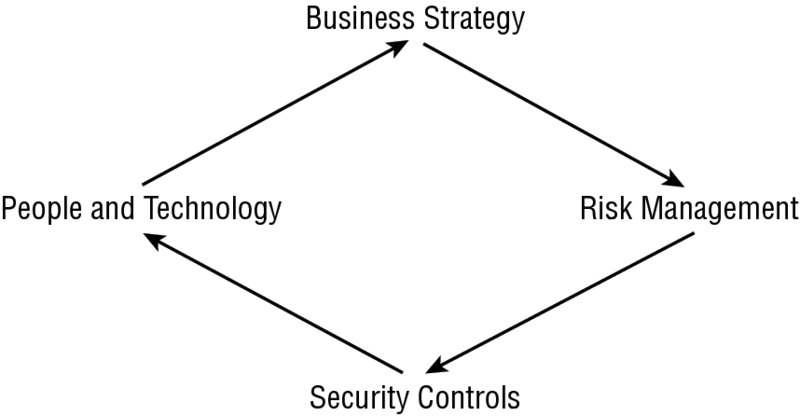 Business Strategy
People and Technology
Risk Management
Security Controls